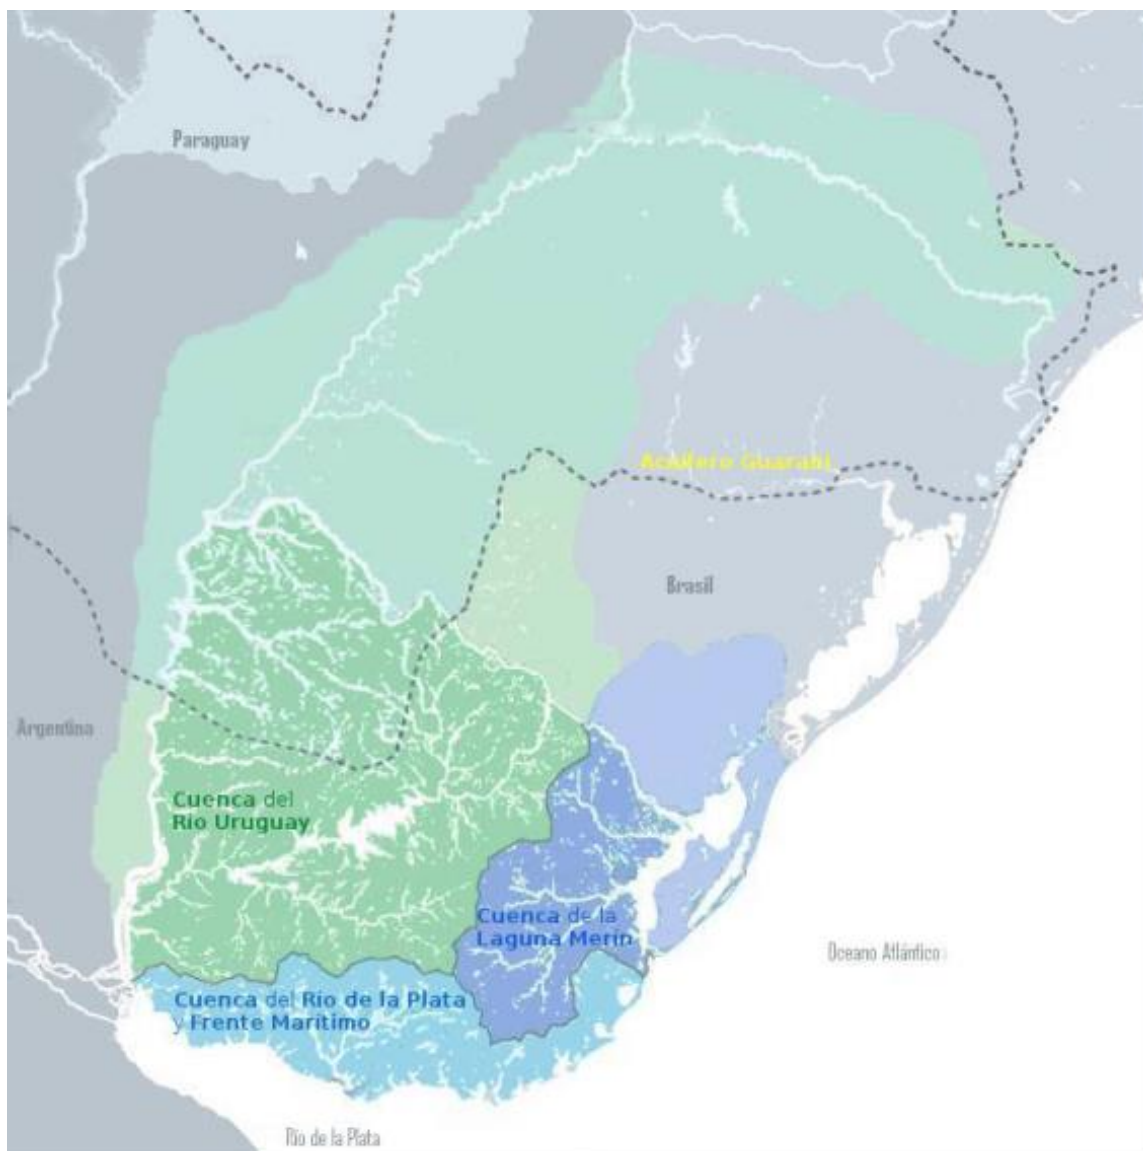 Paraguay
Acuífero Guaraní
Brasil
Argentina
Cuenca del
Río Uruguay
Cuenca de la
Laguna Merín
Oceano Atlántico
Cuenca del Río de la Plata
y Frente Marítimo
Río de la Plata